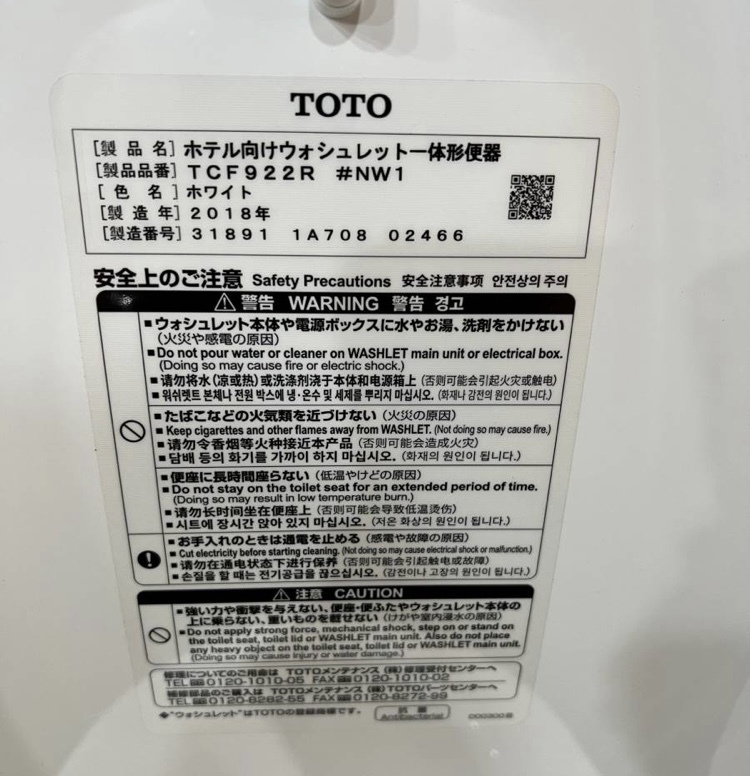 TOTO
[製品名] ホテル向けウォシュレット一体形便器
[製品品番] TCF922R #NW1
[色名] ホワイト
[製造年] 2018年
[製造番号] 31891 1A708 02466
安全上のご注意 Safety Precautions 安全注意事项 안전상의 주의
警告 WARNING 警告 경고
■ウォシュレット本体や電源ボックスに水やお湯、洗剤をかけない
(火災や感電の原因)
■Do not pour water or cleaner on WASHLET main unit or electrical box.
(Doing so may cause fire or electric shock.)
■请勿将水(凉或热)或洗涤剂浇于本体和电源箱上 (否则可能会引起火灾或触电)
■워쉬렛트 본체나 전원 박스에 냉·온수 및 세제를 뿌리지 마십시오. (화재나 감전의 원인이 됩니다.)
■たばこなどの火気類を近づけない (火災の原因)
■Keep cigarettes and other flames away from WASHLET. (Not doing so may cause fire.)
■请勿令香烟等火种接近本产品 (否则可能会造成火灾)
■담배 등의 화기를 가까이 하지 마십시오. (화재의 원인이 됩니다.)
■便座に長時間座らない (低温やけどの原因)
■Do not stay on the toilet seat for an extended period of time.
(Doing so may result in low temperature burn.)
■请勿长时间坐在便座上 (否则可能会导致低温烫伤)
■시트에 장시간 앉아 있지 마십시오. (저온 화상의 원인이 됩니다.)
■お手入れのときは通電を止める (感電や故障の原因)
■Cut electricity before starting cleaning. (Not doing so may cause electrical shock or malfunction.)
■请勿在通电状态下进行保养 (否则可能会引起触电或故障)
■손질을 할 때는 전기공급을 끊으십시오. (감전이나 고장의 원인이 됩니다.)
注意 CAUTION
■強い力や衝撃を与えない、便座・便ふたやウォシュレット本体の
上に乗らない、重いものを載せない (けがや室内浸水の原因)
■Do not apply strong force, mechanical shock, step on or stand on
the toilet seat, toilet lid or WASHLET main unit. Also do not place
any heavy object on the toilet seat, toilet lid or WASHLET main unit.
(Doing so may cause injury or water damage.)
修理についてのご用命は TOTOメンテナンス(株)修理受付センターへ
TEL 0120-1010-05 FAX 0120-1010-02
補修部品のご購入は TOTOメンテナンス(株)TOTOパーツセンターへ
TEL 0120-8282-55 FAX 0120-8272-99
※"ウォシュレット"はTOTOの登録商標です。
抗菌
Antibacterial